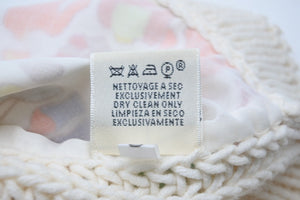 P ®
NETTOYAGE A SEC
EXCLUSIVEMENT
DRY CLEAN ONLY
LIMPIEZA EN SECO
EXCLUSIVAMENTE